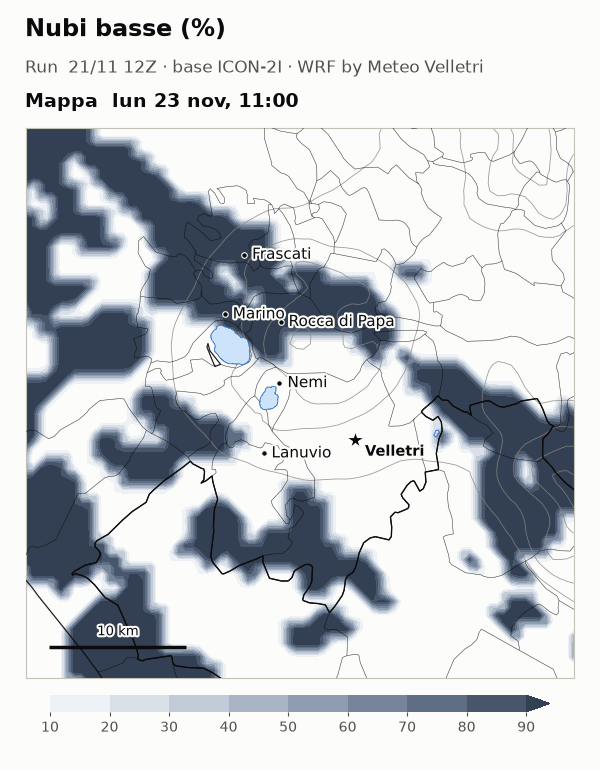 Nubi basse (%)
Run  21/11 12Z · base ICON-2I · WRF by Meteo Velletri
Mappa  lun 23 nov, 11:00
Frascati
Marino
Rocca di Papa
Nemi
Velletri
Lanuvio
10 km
10 20 30 40 50 60 70 80 90